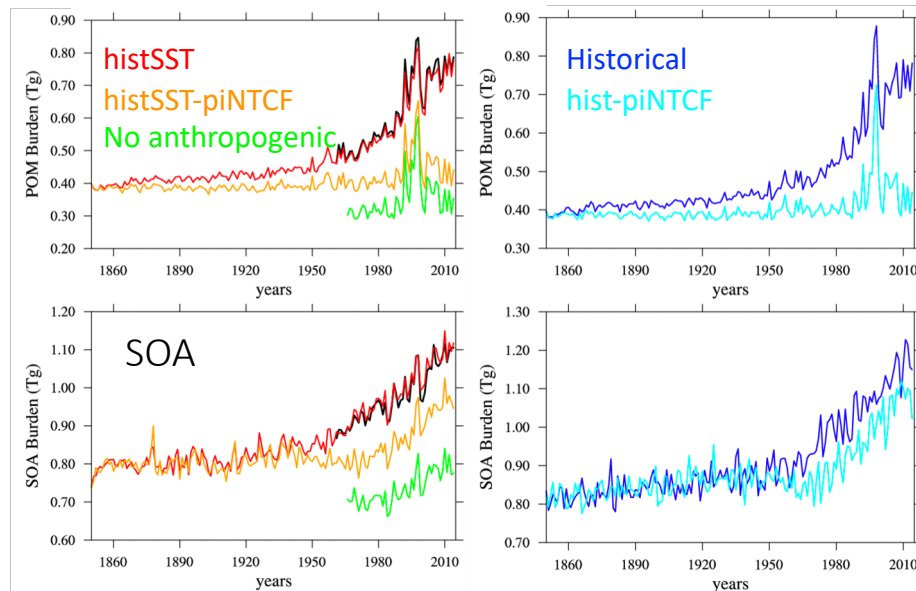 0.90
0.80
0.70
0.60
0.50
0.40
0.30
0.20
POM Burden (Tg)
histSST
histSST-piNTCF
No anthropogenic
1860 1890 1920 1950 1980 2010
years
0.90
0.80
0.70
0.60
0.50
0.40
0.30
POM Burden (Tg)
Historical
hist-piNTCF
1860 1890 1920 1950 1980 2010
years
1.20
1.10
1.00
0.90
0.80
0.70
0.60
SOA Burden (Tg)
SOA
1860 1890 1920 1950 1980 2010
years
1.30
1.20
1.10
1.00
0.90
0.80
0.70
SOA Burden (Tg)
1860 1890 1920 1950 1980 2010
years